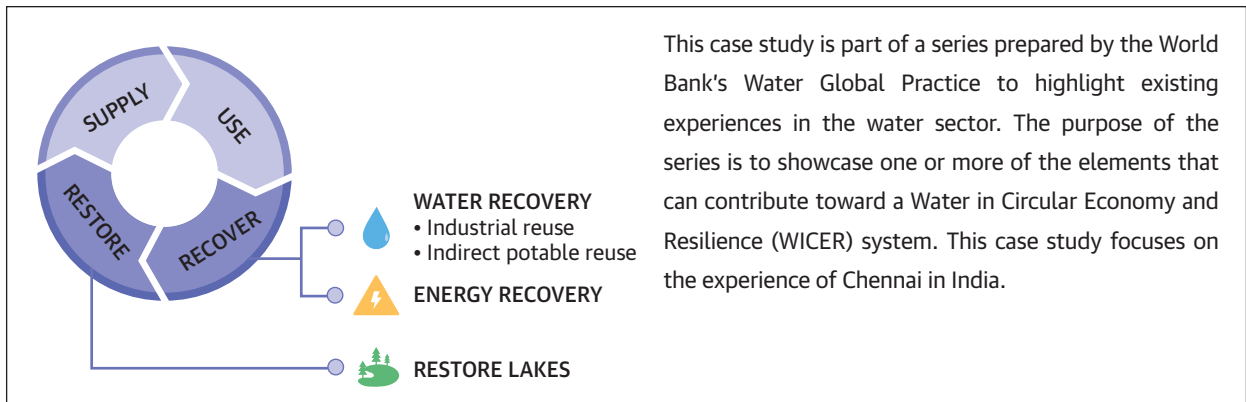 SUPPLY
USE
RESTORE
RECOVER
WATER RECOVERY
• Industrial reuse
• Indirect potable reuse
ENERGY RECOVERY
RESTORE LAKES
This case study is part of a series prepared by the World
Bank's Water Global Practice to highlight existing
experiences in the water sector. The purpose of the
series is to showcase one or more of the elements that
can contribute toward a Water in Circular Economy and
Resilience (WICER) system. This case study focuses on
the experience of Chennai in India.